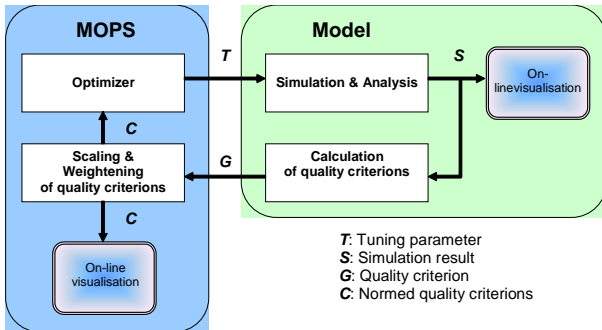 MOPS
Model
T
S
Optimizer
Simulation & Analysis
On-
linevisualisation
C
G
Scaling &
Weightening
of quality criterions
Calculation
of quality criterions
C
On-line
visualisation
T: Tuning parameter
S: Simulation result
G: Quality criterion
C: Normed quality criterions